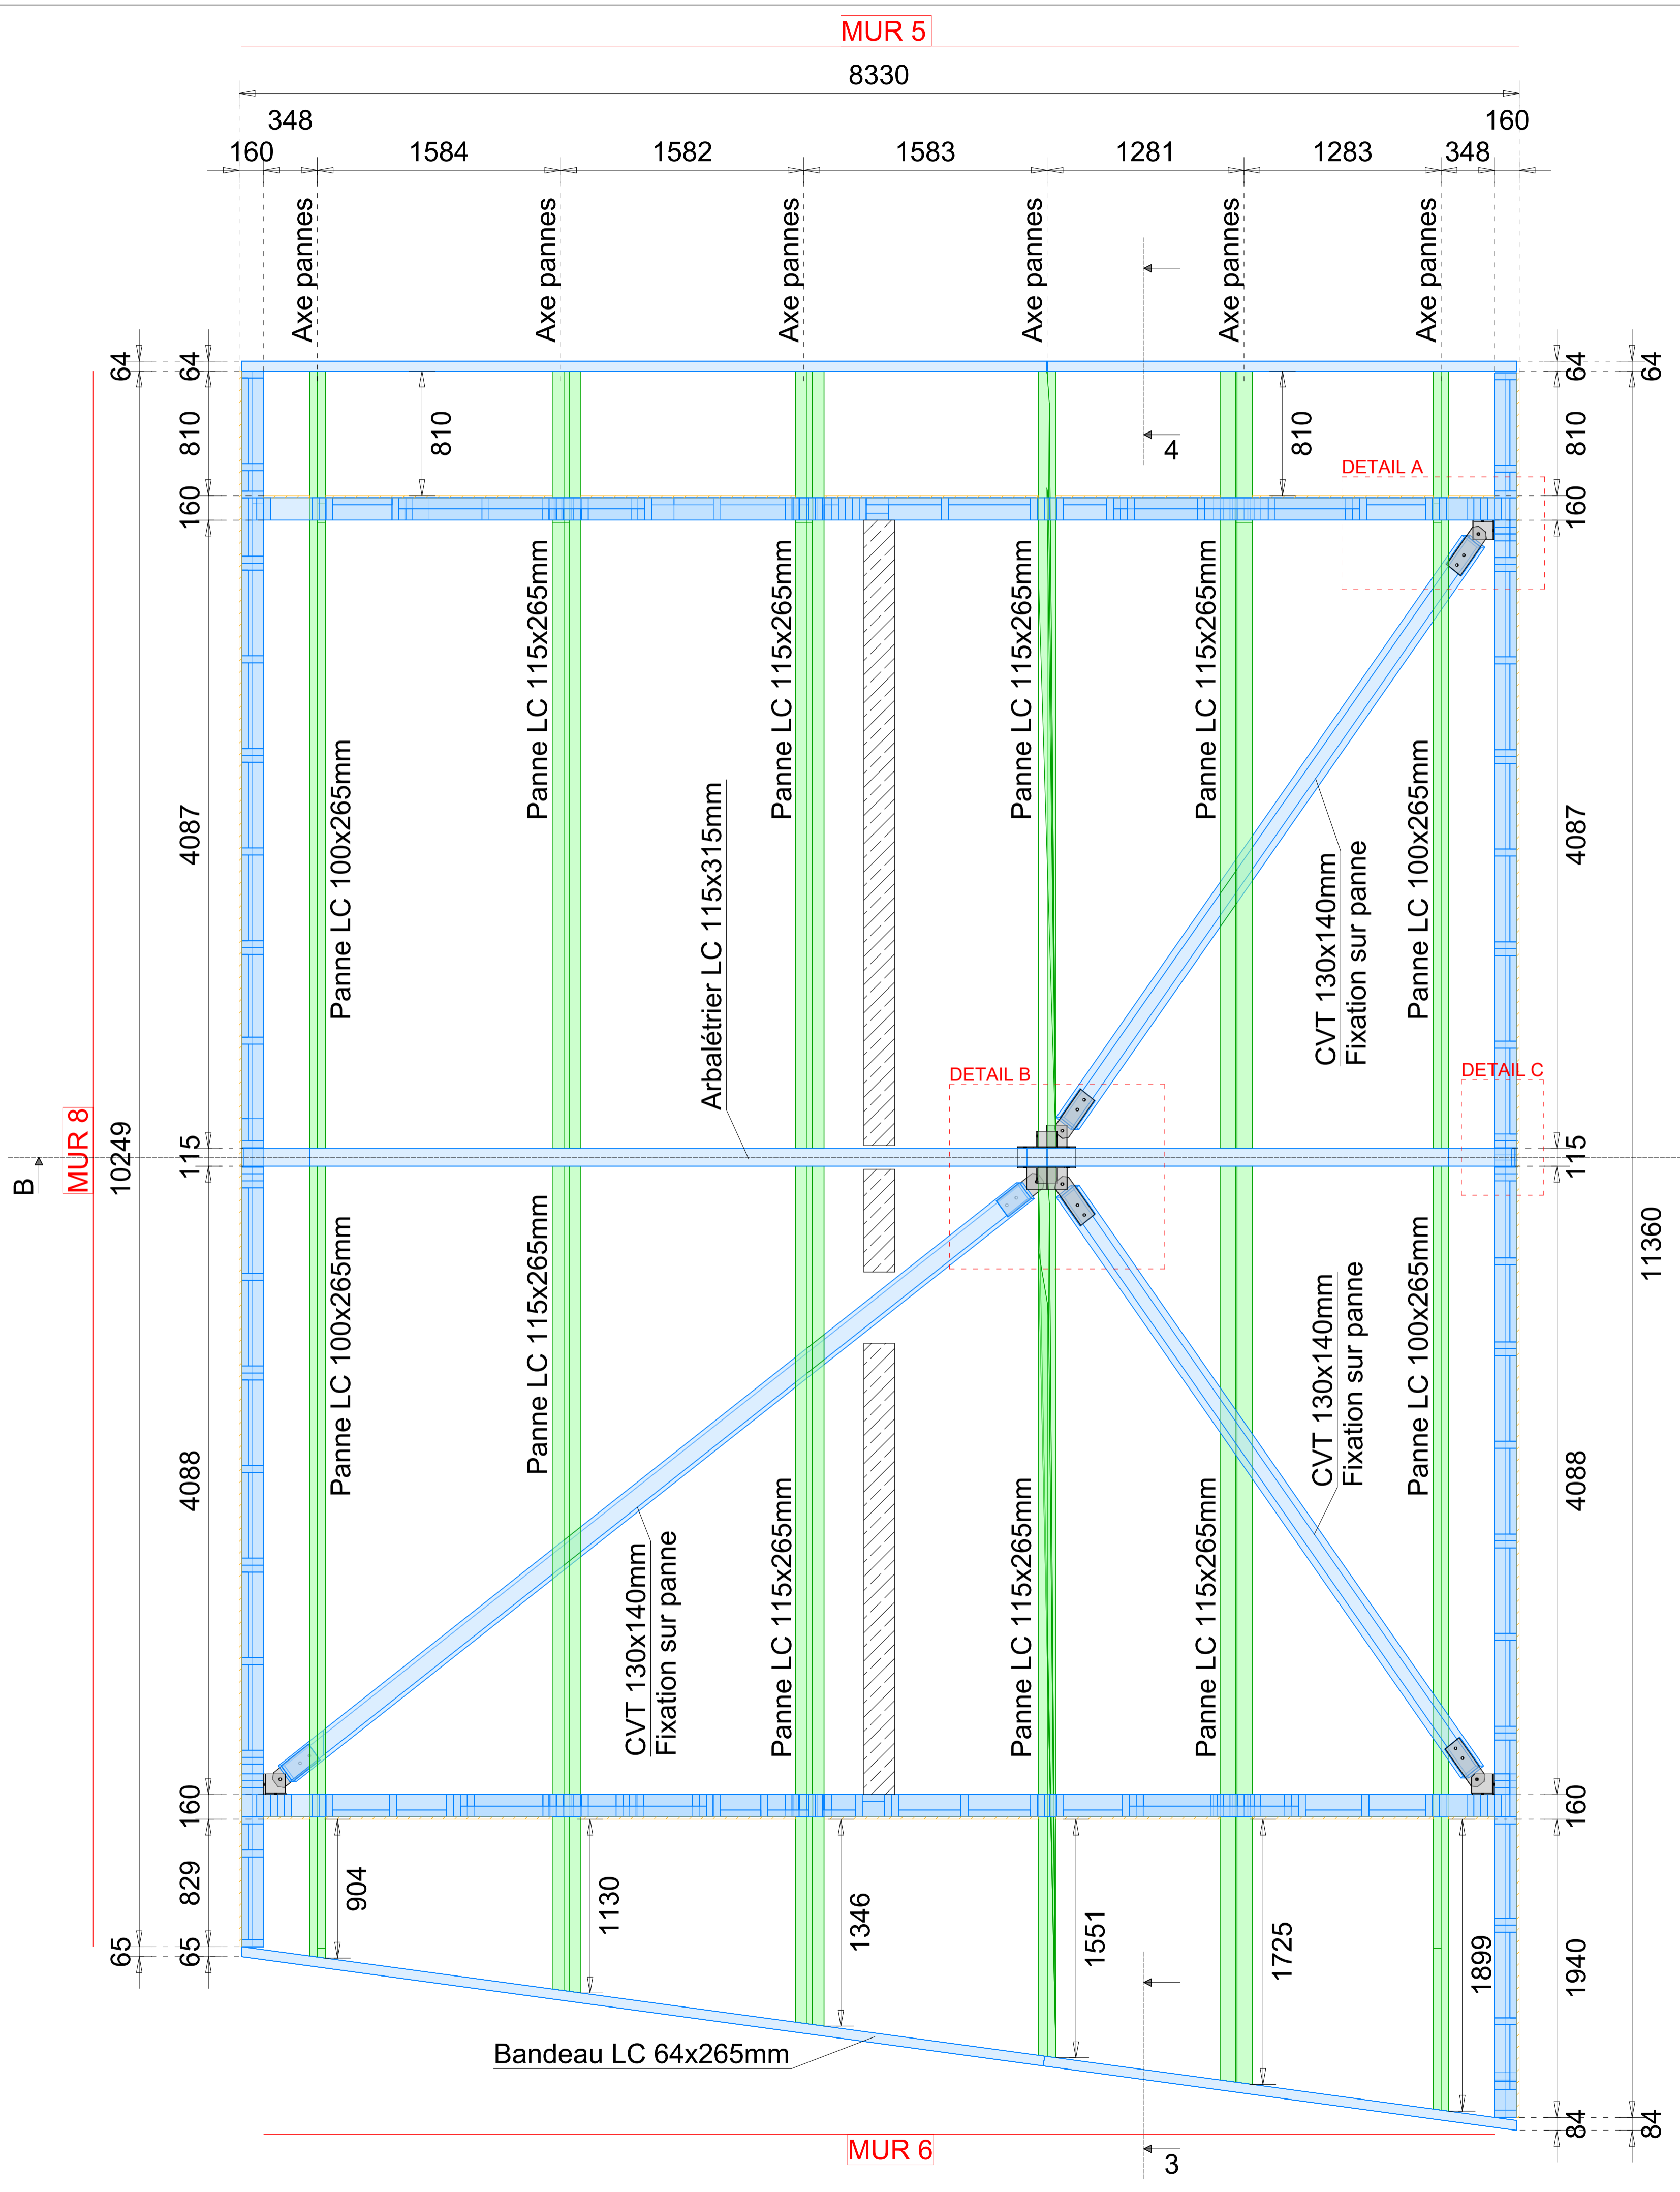 MUR 5
8330
348
160
160
1584
1582
1583
1281
1283
348
Axe pannes
Axe pannes
Axe pannes
Axe pannes
Axe pannes
Axe pannes
64
64
64
64
810
810
810
810
4
DETAIL A
160
160
Panne LC 115x265mm
Panne LC 115x265mm
Panne LC 115x265mm
Panne LC 115x265mm
Panne LC 100x265mm
Panne LC 100x265mm
4087
4087
Arbalétrier LC 115x315mm
CVT 130x140mm
Fixation sur panne
DETAIL B
DETAIL C
B
MUR 8
10249
115
115
11360
Panne LC 100x265mm
Panne LC 115x265mm
Panne LC 100x265mm
CVT 130x140mm
Fixation sur panne
4088
4088
CVT 130x140mm
Fixation sur panne
Panne LC 115x265mm
Panne LC 115x265mm
Panne LC 115x265mm
160
160
829
904
1130
1346
1551
1725
1899
1940
65
65
Bandeau LC 64x265mm
84
84
MUR 6
3